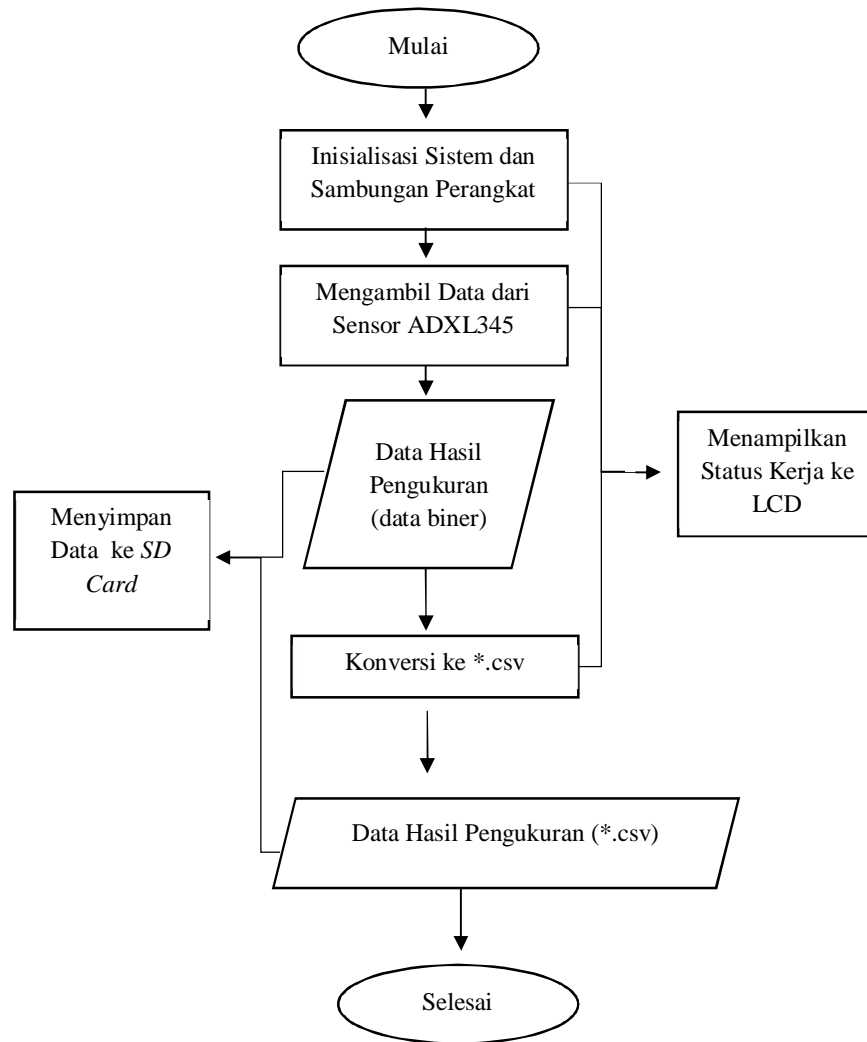 Mulai
Inisialisasi Sistem dan
Sambungan Perangkat
Mengambil Data dari
Sensor ADXL345
Data Hasil
Pengukuran
(data biner)
Menampilkan
Status Kerja ke
LCD
Menyimpan
Data ke SD
Card
Konversi ke *.csv
Data Hasil Pengukuran (*.csv)
Selesai